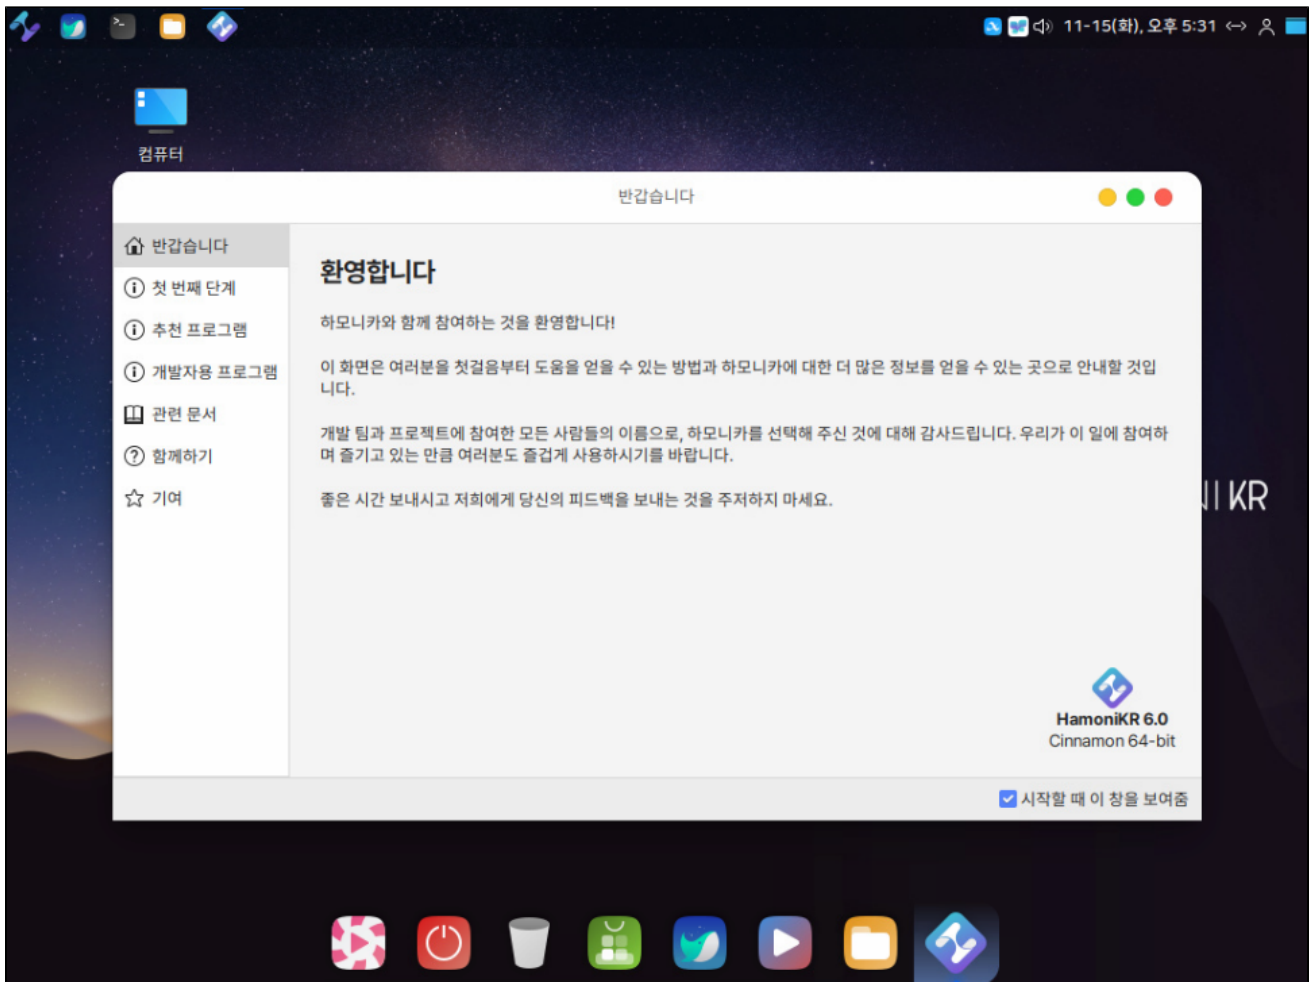 11-15(화), 오후 5:31
컴퓨터
반갑습니다
반갑습니다
첫 번째 단계
추천 프로그램
개발자용 프로그램
관련 문서
함께하기
기여
환영합니다
하모니카와 함께 참여하는 것을 환영합니다!
이 화면은 여러분을 첫걸음부터 도움을 얻을 수 있는 방법과 하모니카에 대한 더 많은 정보를 얻을 수 있는 곳으로 안내할 것입
니다.
개발 팀과 프로젝트에 참여한 모든 사람들의 이름으로, 하모니카를 선택해 주신 것에 대해 감사드립니다. 우리가 이 일에 참여하
며 즐기고 있는 만큼 여러분도 즐겁게 사용하시기를 바랍니다.
좋은 시간 보내시고 저희에게 당신의 피드백을 보내는 것을 주저하지 마세요.
KR
HamoniKR 6.0
Cinnamon 64-bit
시작할 때 이 창을 보여줌